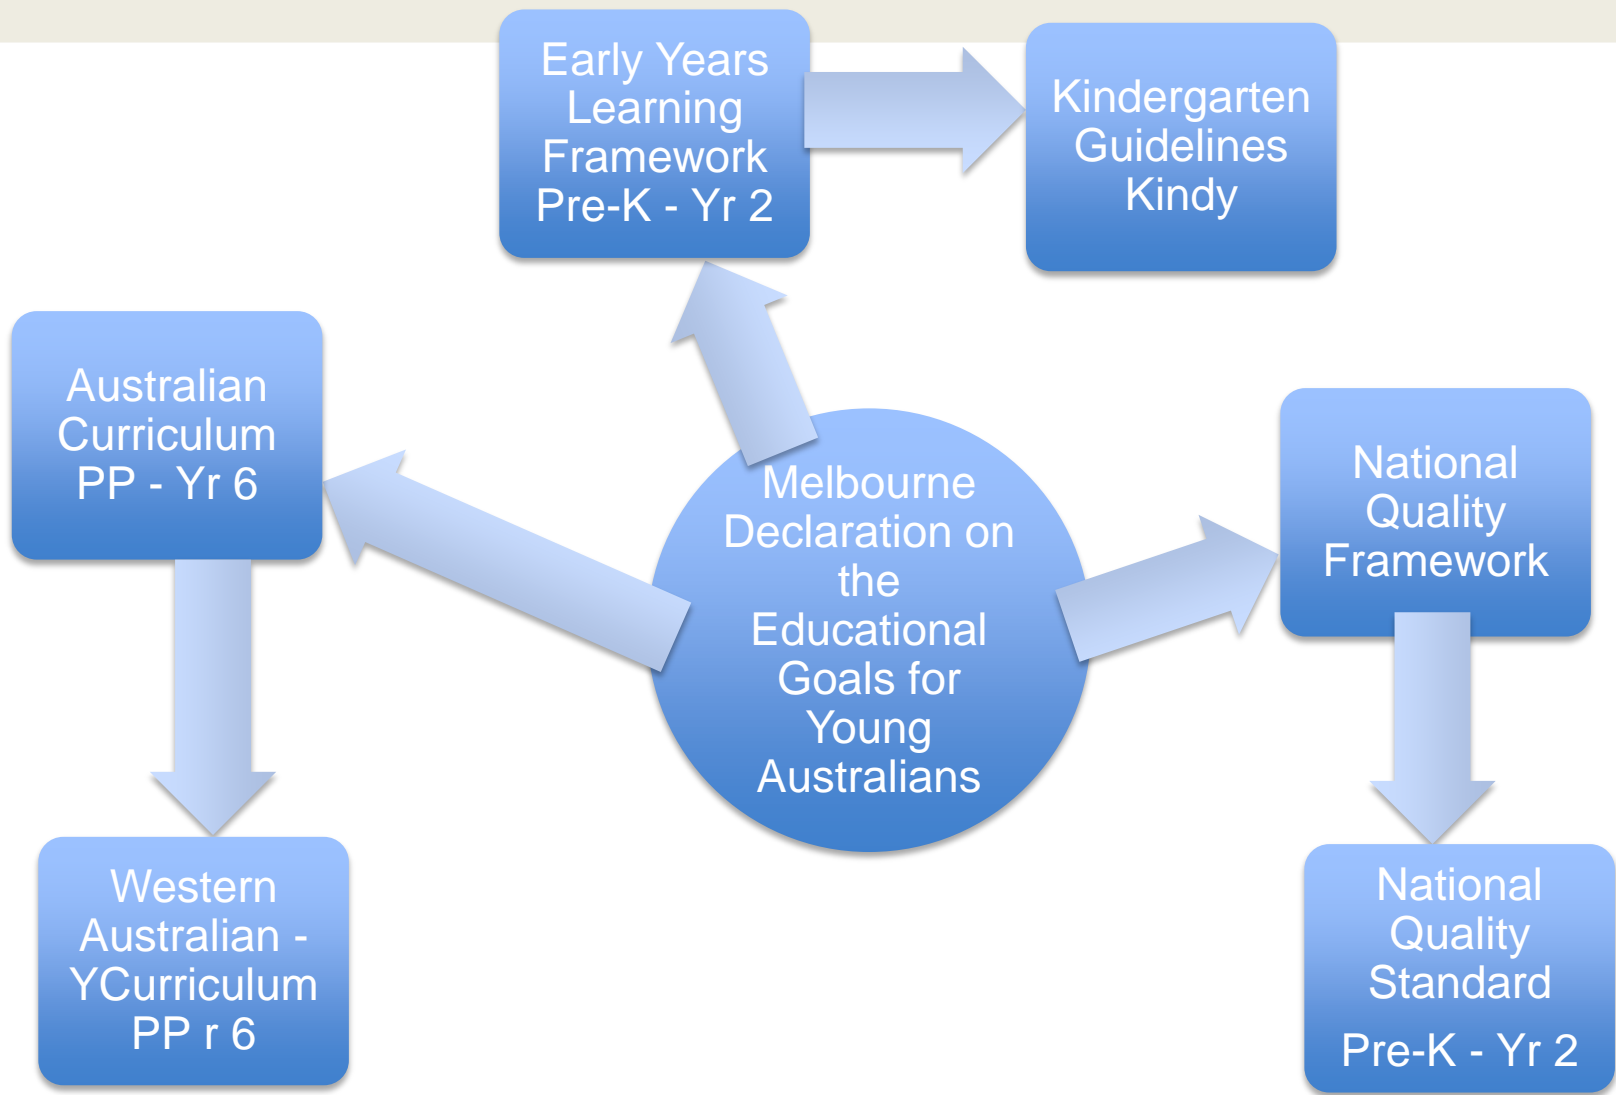 Early Years
Learning
Framework
Pre-K - Yr 2
Kindergarten
Guidelines
Kindy
Australian
Curriculum
PP - Yr 6
Melbourne
Declaration on
the
Educational
Goals for
Young
Australians
National
Quality
Framework
Western
Australian -
YCurriculum
PP r 6
National
Quality
Standard
Pre-K - Yr 2